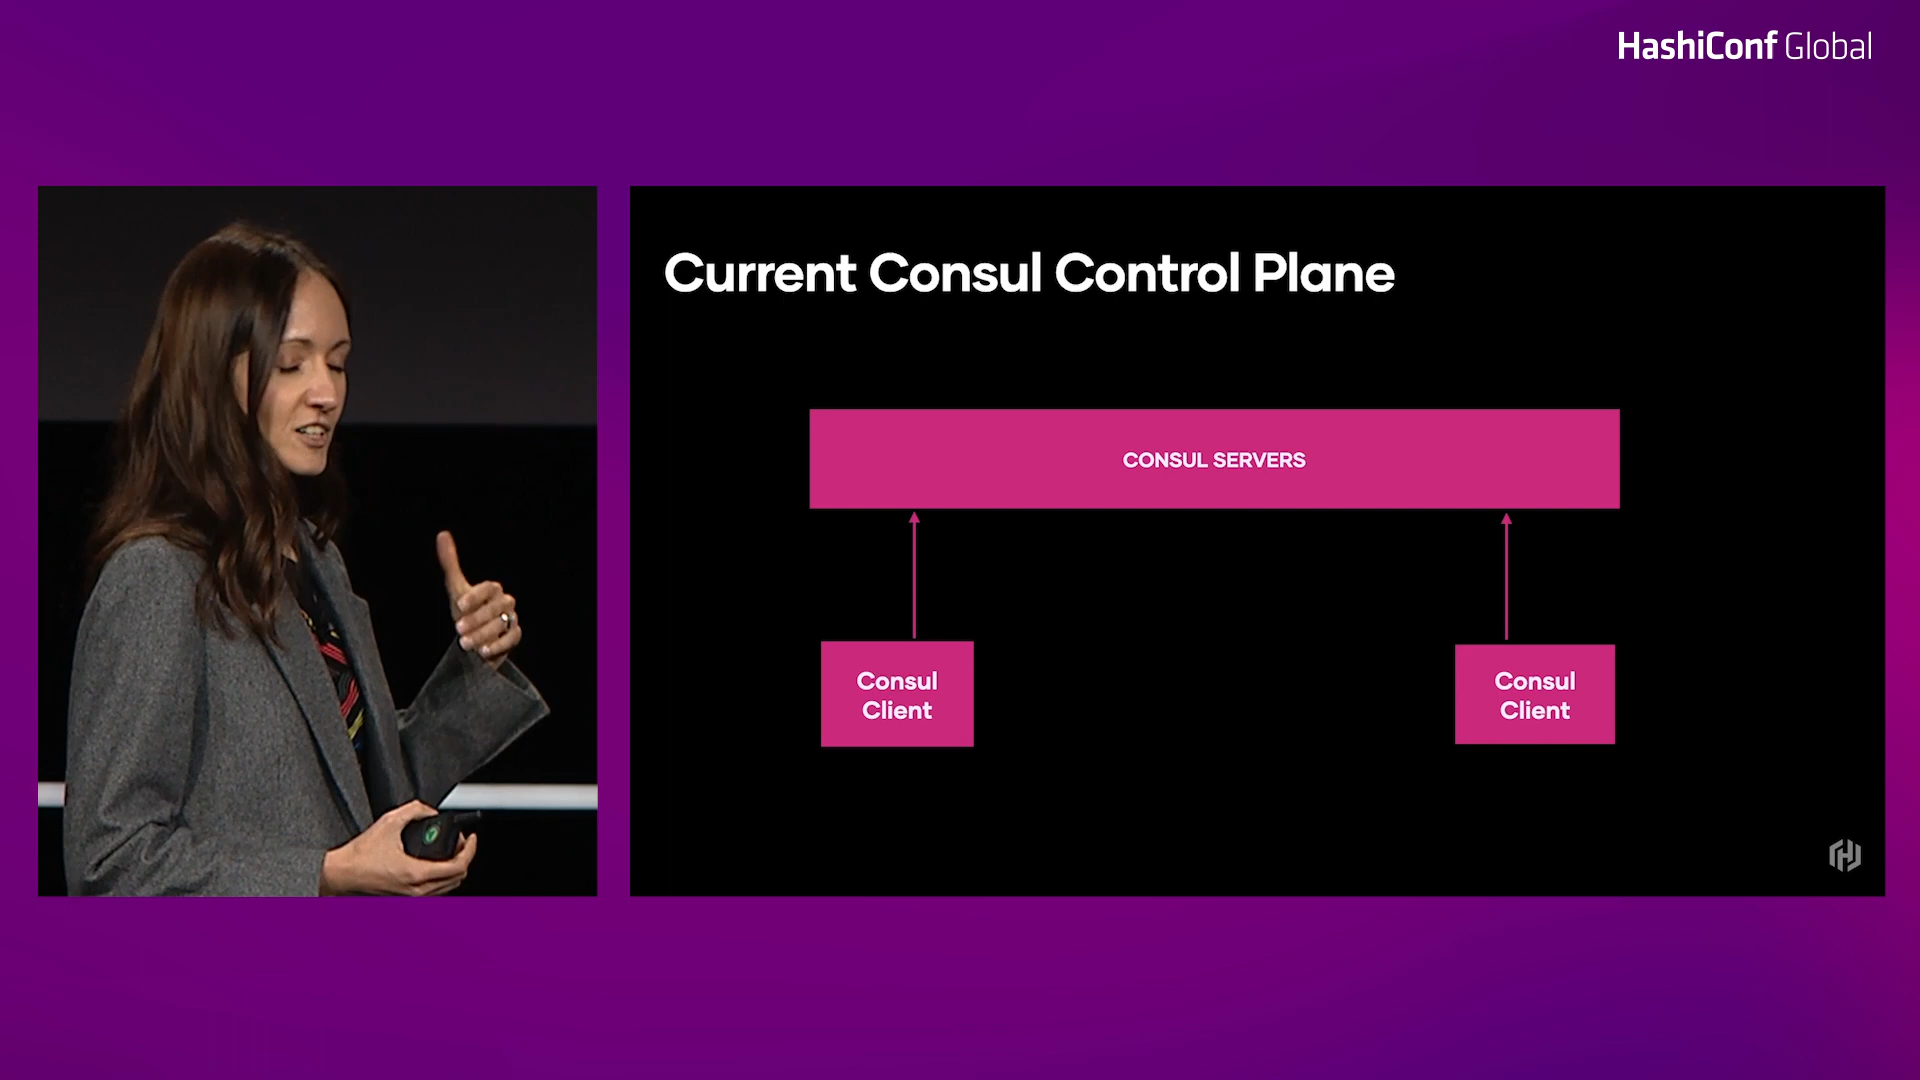 HashiConf Global
Current Consul Control Plane
CONSUL SERVERS
Consul
Client
Consul
Client